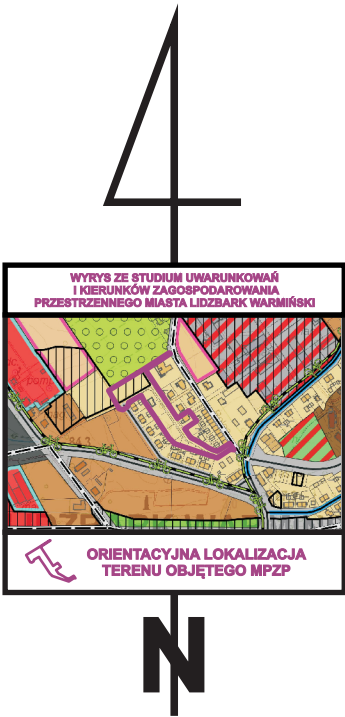 WYRYS ZE STUDIUM UWARUNKOWAŃ
I KIERUNKÓW ZAGOSPODAROWANIA
PRZESTRZENNEGO MIASTA LIDZBARK WARMIŃSKI
ORIENTACYJNA LOKALIZACJA
TERENU OBJĘTEGO MPZP
N